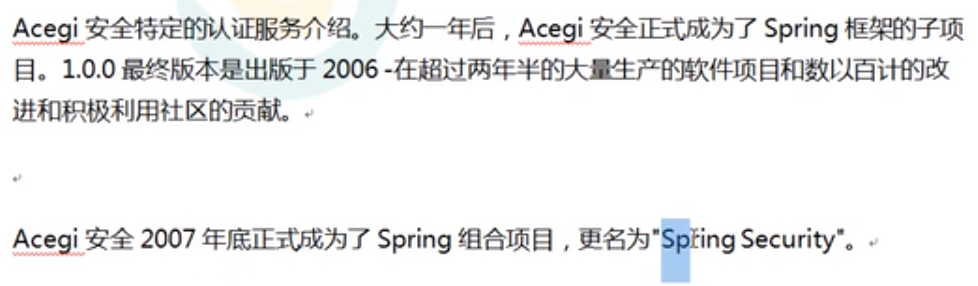 Acegi 安全特定的认证服务介绍。大约一年后，Acegi 安全正式成为了 Spring 框架的子项
目。1.0.0 最终版本是出版于 2006 -在超过两年半的大量生产的软件项目和数以百计的改
进和积极利用社区的贡献。
Acegi 安全 2007 年底正式成为了 Spring 组合项目，更名为"Spring Security"。